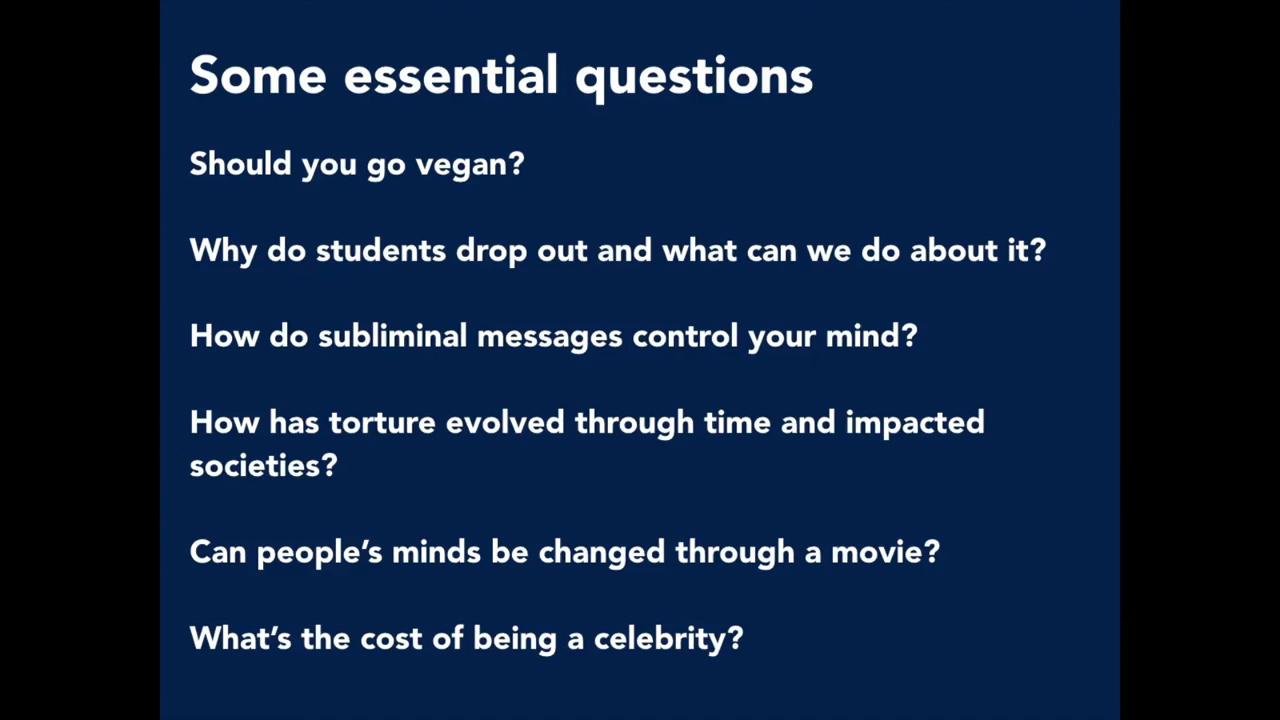 Some essential questions
Should you go vegan?
Why do students drop out and what can we do about it?
How do subliminal messages control your mind?
How has torture evolved through time and impacted
societies?
Can people’s minds be changed through a movie?
What’s the cost of being a celebrity?